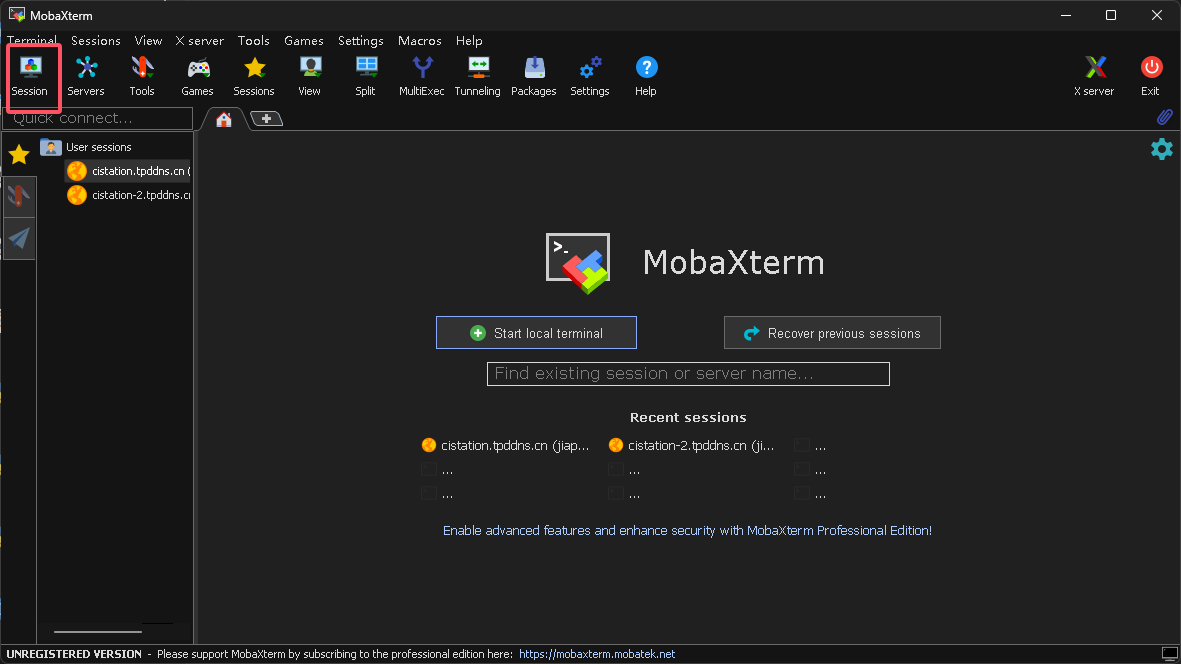 MobaXterm
Terminal Sessions View X server Tools Games Settings Macros Help
Session Servers Tools Games Sessions View Split MultiExec Tunneling Packages Settings Help X server Exit
Quick connect...
User sessions
cistation.tpddns.cn (
cistation-2.tpddns.cn
>_
MobaXterm
Start local terminal Recover previous sessions
Find existing session or server name...
Recent sessions
cistation.tpddns.cn (jiap... cistation-2.tpddns.cn (ji... ...
... ... ...
... ... ...
Enable advanced features and enhance security with MobaXterm Professional Edition!
UNREGISTERED VERSION - Please support MobaXterm by subscribing to the professional edition here: https://mobaxterm.mobatek.net